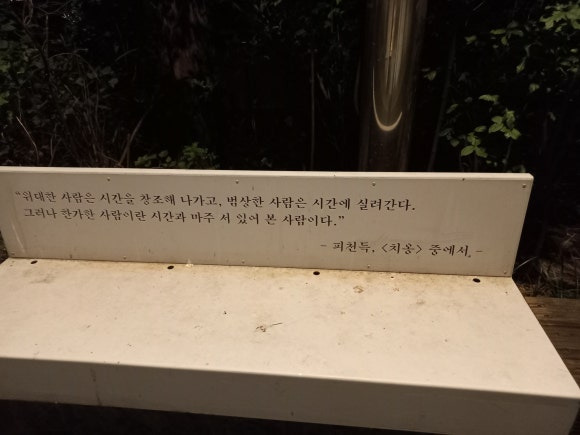 “위대한 사람은 시간을 창조해 나가고, 범상한 사람은 시간에 실려간다.
그러나 한가한 사람이란 시간과 마주 서 있어 본 사람이다.”
- 피천득, <치옹> 중에서, -